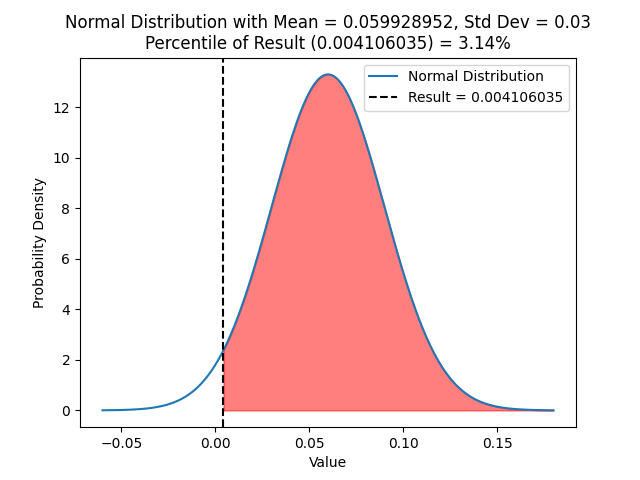 Normal Distribution with Mean = 0.059928952, Std Dev = 0.03
Percentile of Result (0.004106035) = 3.14%
Normal Distribution
Result = 0.004106035
Probability Density
12
10
8
6
4
2
0
−0.05 0.00 0.05 0.10 0.15
Value